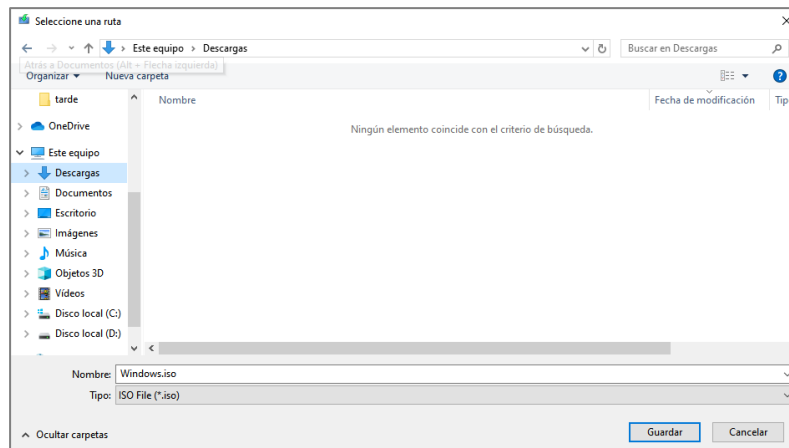 Seleccione una ruta
Este equipo › Descargas
Buscar en Descargas
Atrás a Documentos (Alt + Flecha izquierda)
Organizar
Nueva carpeta
tarde
OneDrive
Este equipo
Descargas
Documentos
Escritorio
Imágenes
Música
Objetos 3D
Vídeos
Disco local (C:)
Disco local (D:)
Nombre
Fecha de modificación
Tip
Ningún elemento coincide con el criterio de búsqueda.
Nombre: Windows.iso
Tipo: ISO File (*.iso)
Ocultar carpetas
Guardar
Cancelar